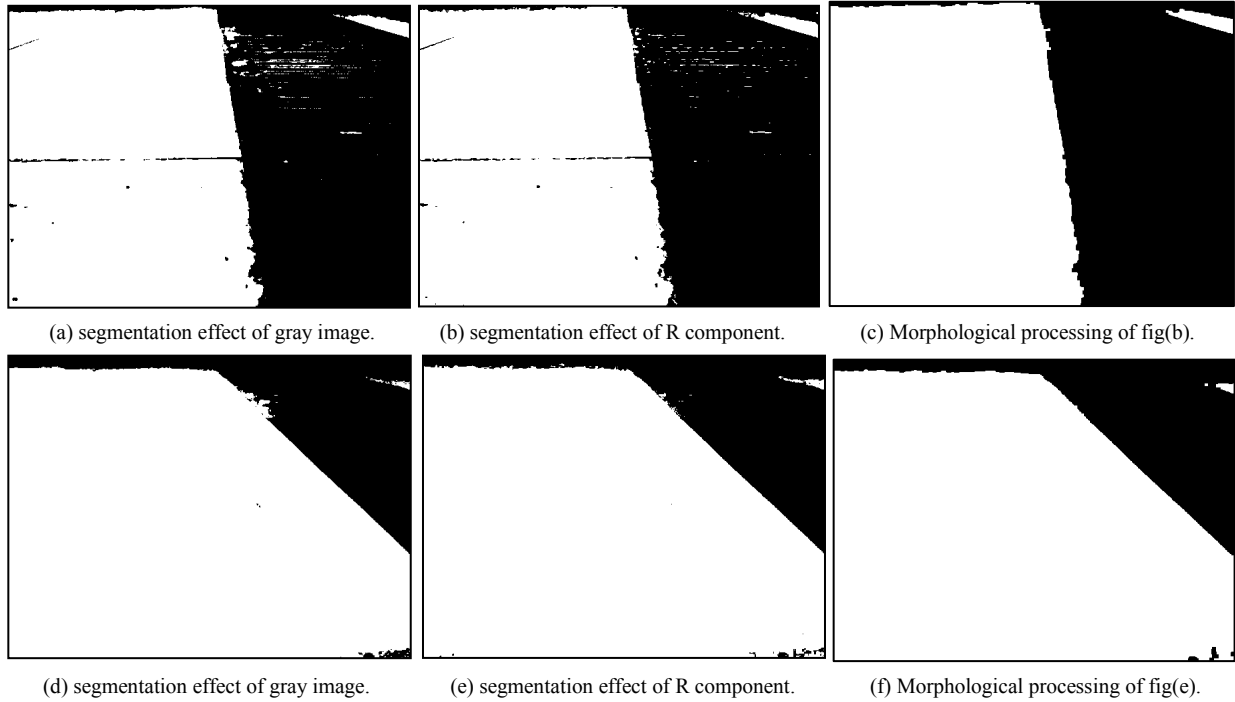 (a) segmentation effect of gray image.
(b) segmentation effect of R component.
(c) Morphological processing of fig(b).
(d) segmentation effect of gray image.
(e) segmentation effect of R component.
(f) Morphological processing of fig(e).